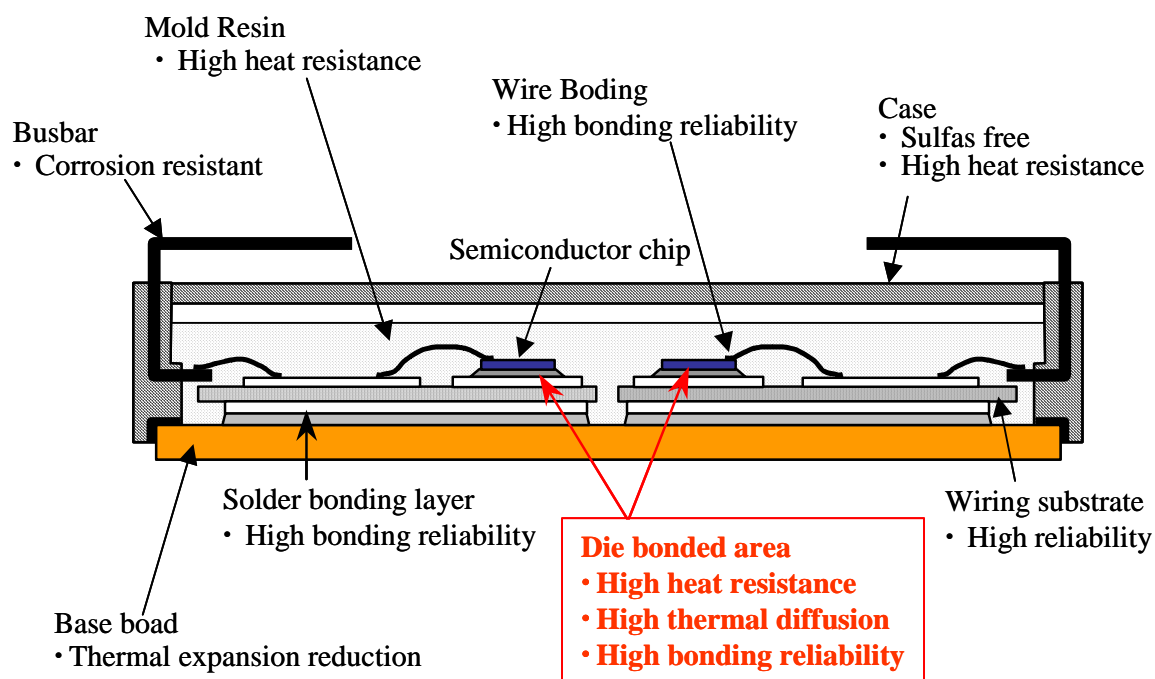 Mold Resin
・ High heat resistance
Wire Boding
・High bonding reliability
Case
・ Sulfas free
・ High heat resistance
Busbar
・ Corrosion resistant
Semiconductor chip
Solder bonding layer
・ High bonding reliability
Wiring substrate
・ High reliability
Die bonded area
・High heat resistance
・High thermal diffusion
・High bonding reliability
Base boad
・Thermal expansion reduction